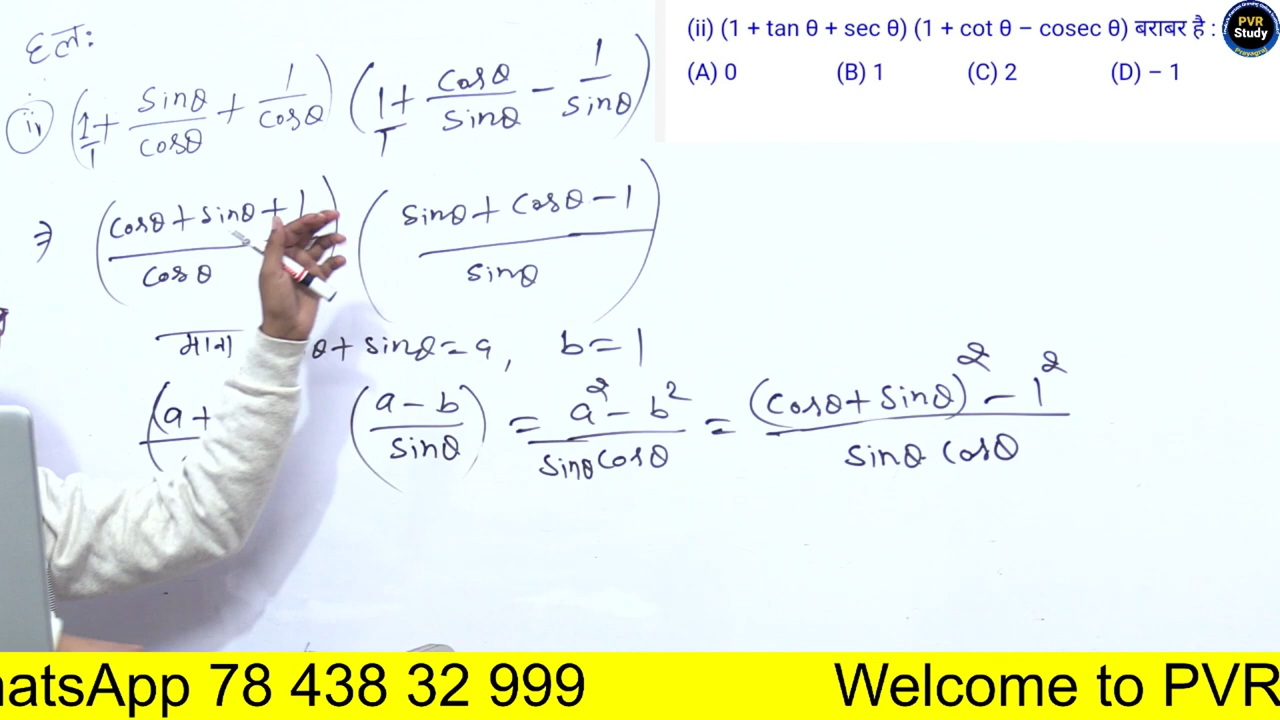 (ii) (1 + tan θ + sec θ) (1 + cot θ − cosec θ) बराबर है :
(A) 0 (B) 1 (C) 2 (D) − 1
PVR
Study
Prayagraj
हल:
ii) (1/1 + sinθ/cosθ + 1/cosθ) (1/1 + cosθ/sinθ − 1/sinθ)
⇒ (cosθ + sinθ + 1 / cosθ) (sinθ + cosθ − 1 / sinθ)
माना θ + sinθ = a, b = 1
(a + (a − b / sinθ) = a² − b² / sinθ cosθ = (cosθ + sinθ)² − 1² / sinθ cosθ
hatsApp 78 438 32 999 Welcome to PVR